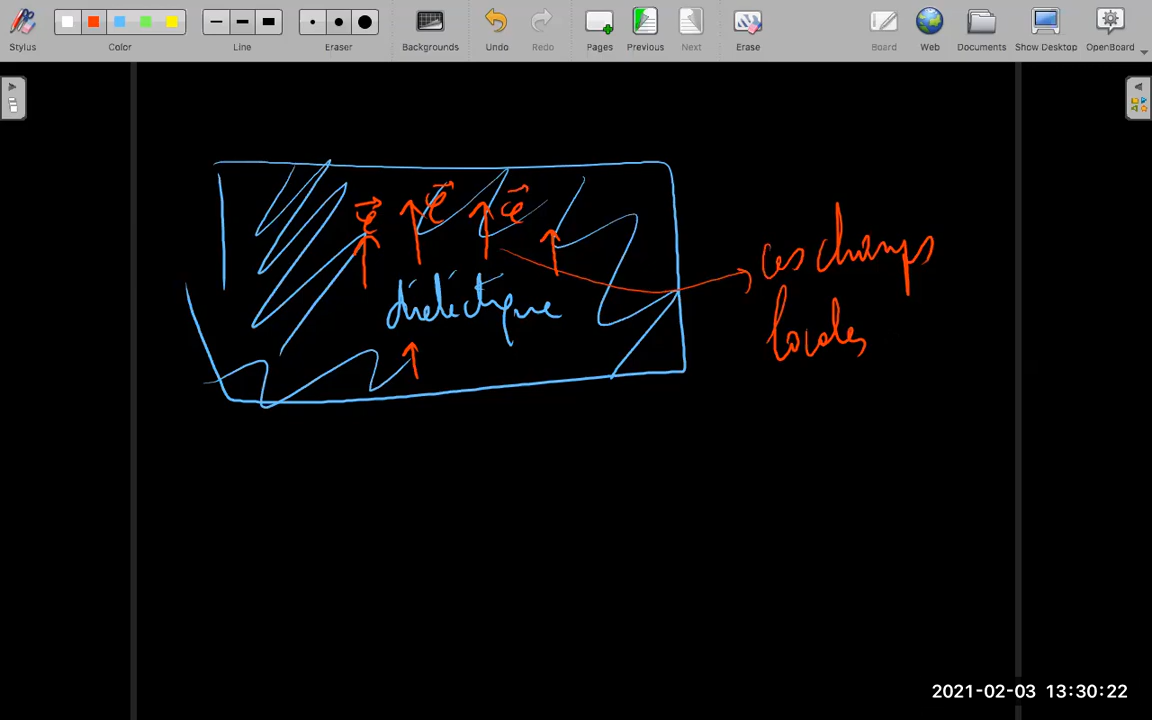 Stylus
Color
Line
Eraser
Backgrounds
Undo
Redo
Pages
Previous
Next
Erase
Board
Web
Documents
Show Desktop
OpenBoard
diélectrique
ces champs
locales
2021-02-03 13:30:22